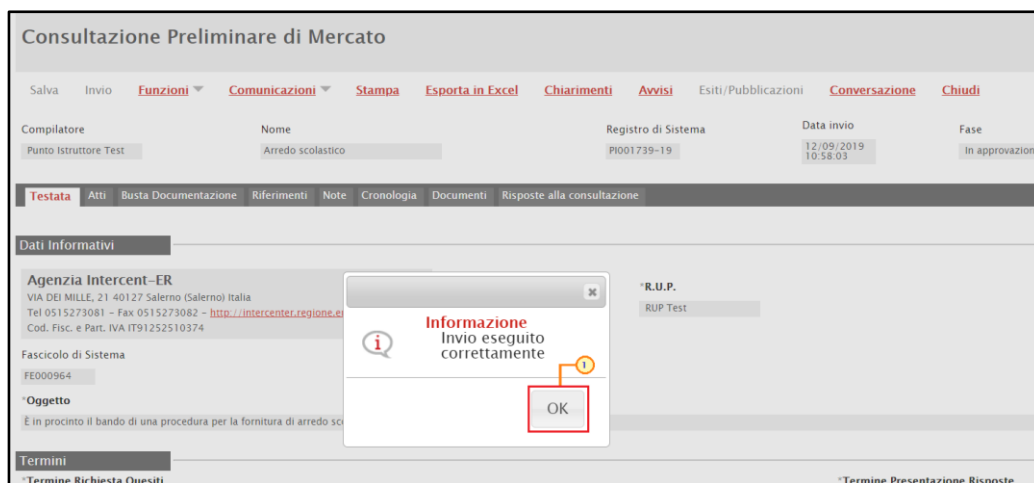 Consultazione Preliminare di Mercato
Salva Invio Funzioni Comunicazioni Stampa Esporta in Excel Chiarimenti Avvisi Esiti/Pubblicazioni Conversazione Chiudi
Compilatore Nome Registro di Sistema Data invio Fase
Punto Istruttore Test Arredo scolastico PI001739-19 12/09/2019 10:58:03 In approvazion
Testata Atti Busta Documentazione Riferimenti Note Cronologia Documenti Risposte alla consultazione
Dati Informativi
Agenzia Intercent-ER
VIA DEI MILLE, 21 40127 Salerno (Salerno) Italia
Tel 0515273081 – Fax 0515273082 – http://intercenter.regione.e
Cod. Fisc. e Part. IVA IT91252510374
*R.U.P.
RUP Test
Informazione
Invio eseguito
correttamente
1
OK
Fascicolo di Sistema
FE000964
*Oggetto
È in procinto il bando di una procedura per la fornitura di arredo sc
Termini
*Termine Richiesta Quesiti *Termine Presentazione Risposte